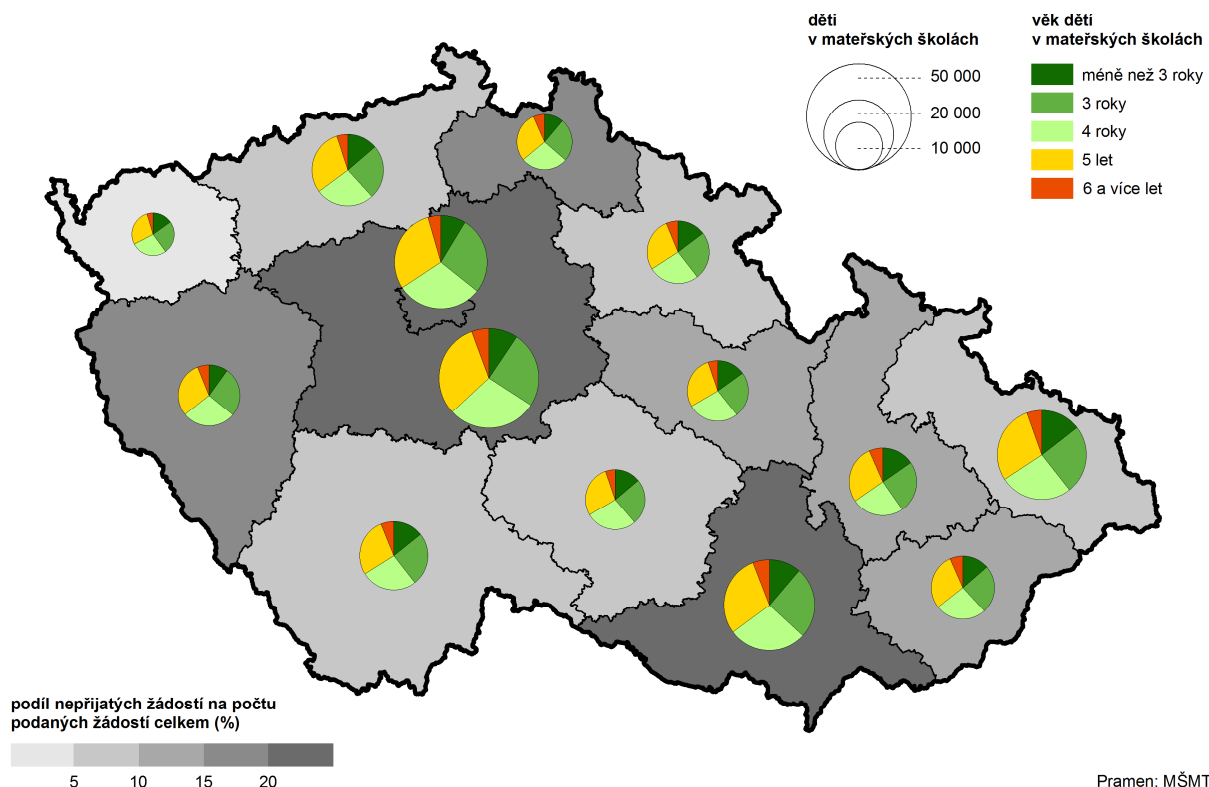 děti
v mateřských školách
50 000
20 000
10 000
věk dětí
v mateřských školách
méně než 3 roky
3 roky
4 roky
5 let
6 a více let
podíl nepřijatých žádostí na počtu
podaných žádostí celkem (%)
5 10 15 20
Pramen: MŠMT